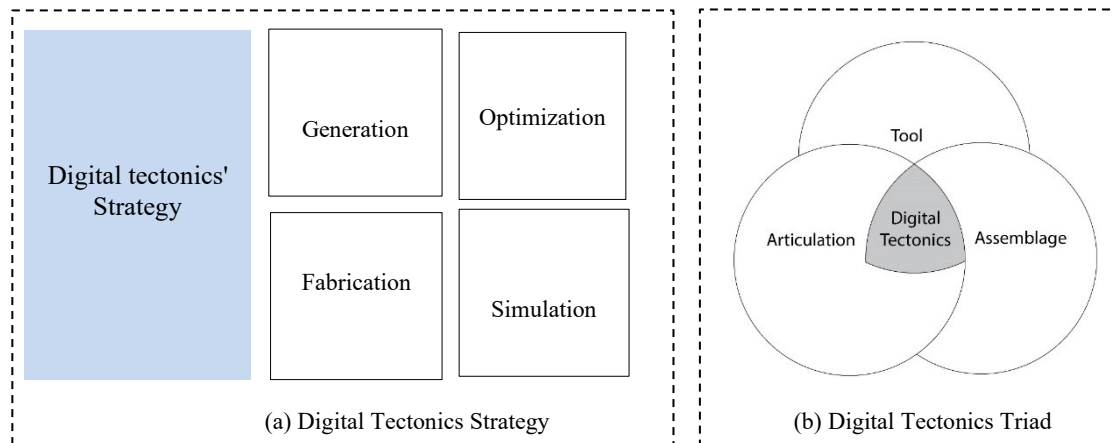 Digital tectonics'
Strategy
Generation
Optimization
Fabrication
Simulation
(a) Digital Tectonics Strategy
Tool
Articulation
Digital
Tectonics
Assemblage
(b) Digital Tectonics Triad